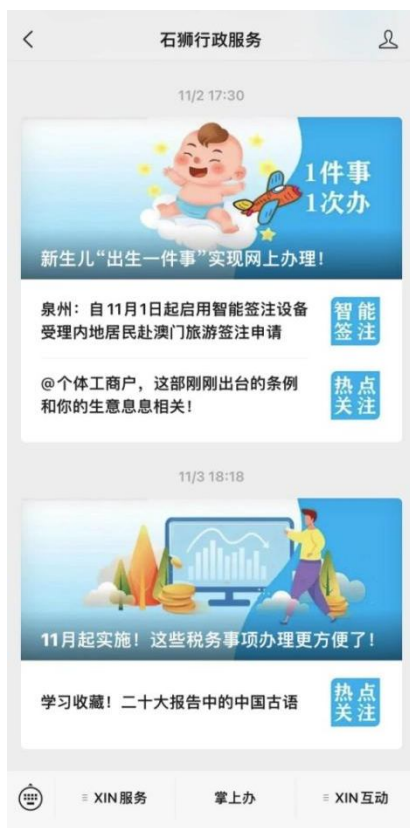 石狮行政服务
11/2 17:30
1件事
1次办
新生儿“出生一件事”实现网上办理！
泉州：自11月1日起启用智能签注设备
受理内地居民赴澳门旅游签注申请
智能
签注
@个体工商户，这部刚刚出台的条例
和你的生意息息相关！
热点
关注
11/3 18:18
11月起实施！这些税务事项办理更方便了！
学习收藏！二十大报告中的中国古语
热点
关注
XIN服务
掌上办
XIN互动